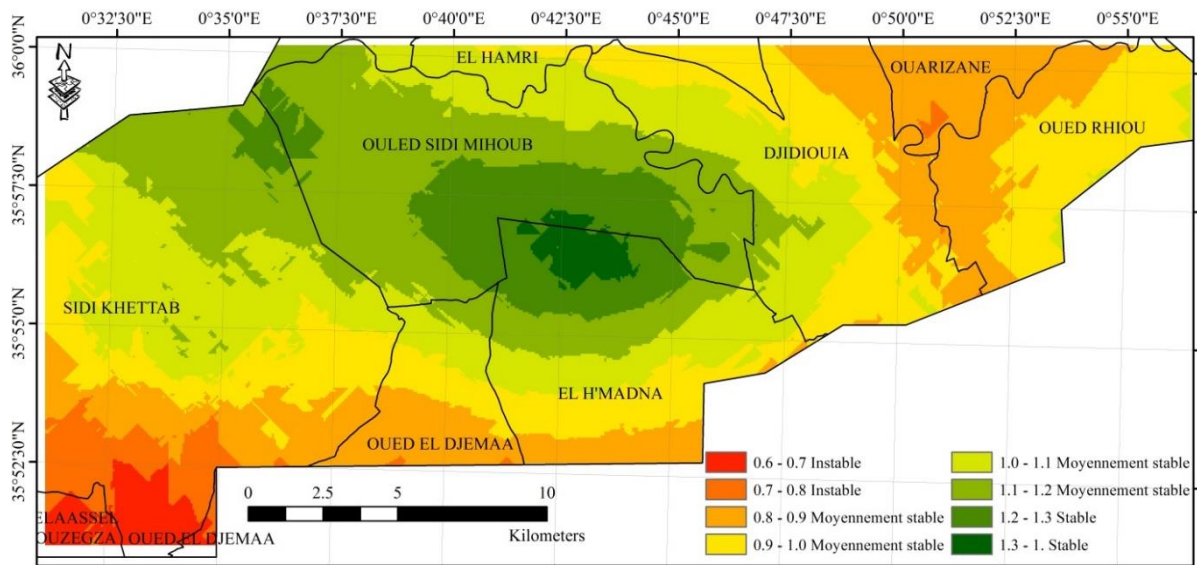 0°32'30"E 0°35'0"E 0°37'30"E 0°40'0"E 0°42'30"E 0°45'0"E 0°47'30"E 0°50'0"E 0°52'30"E 0°55'0"E
36°0'0"N
35°57'30"N
35°55'0"N
35°52'30"N
N
EL HAMRI
OUARIZANE
OULED SIDI MIHOUB
DJIDIOUIA
OUED RHIOU
SIDI KHETTAB
EL H'MADNA
OUED EL DJEMAA
ELAASSEL
OUZEGZA
OUED EL DJEMAA
0 2.5 5 10
Kilometers
0.6 - 0.7 Instable
0.7 - 0.8 Instable
0.8 - 0.9 Moyennement stable
0.9 - 1.0 Moyennement stable
1.0 - 1.1 Moyennement stable
1.1 - 1.2 Moyennement stable
1.2 - 1.3 Stable
1.3 - 1. Stable